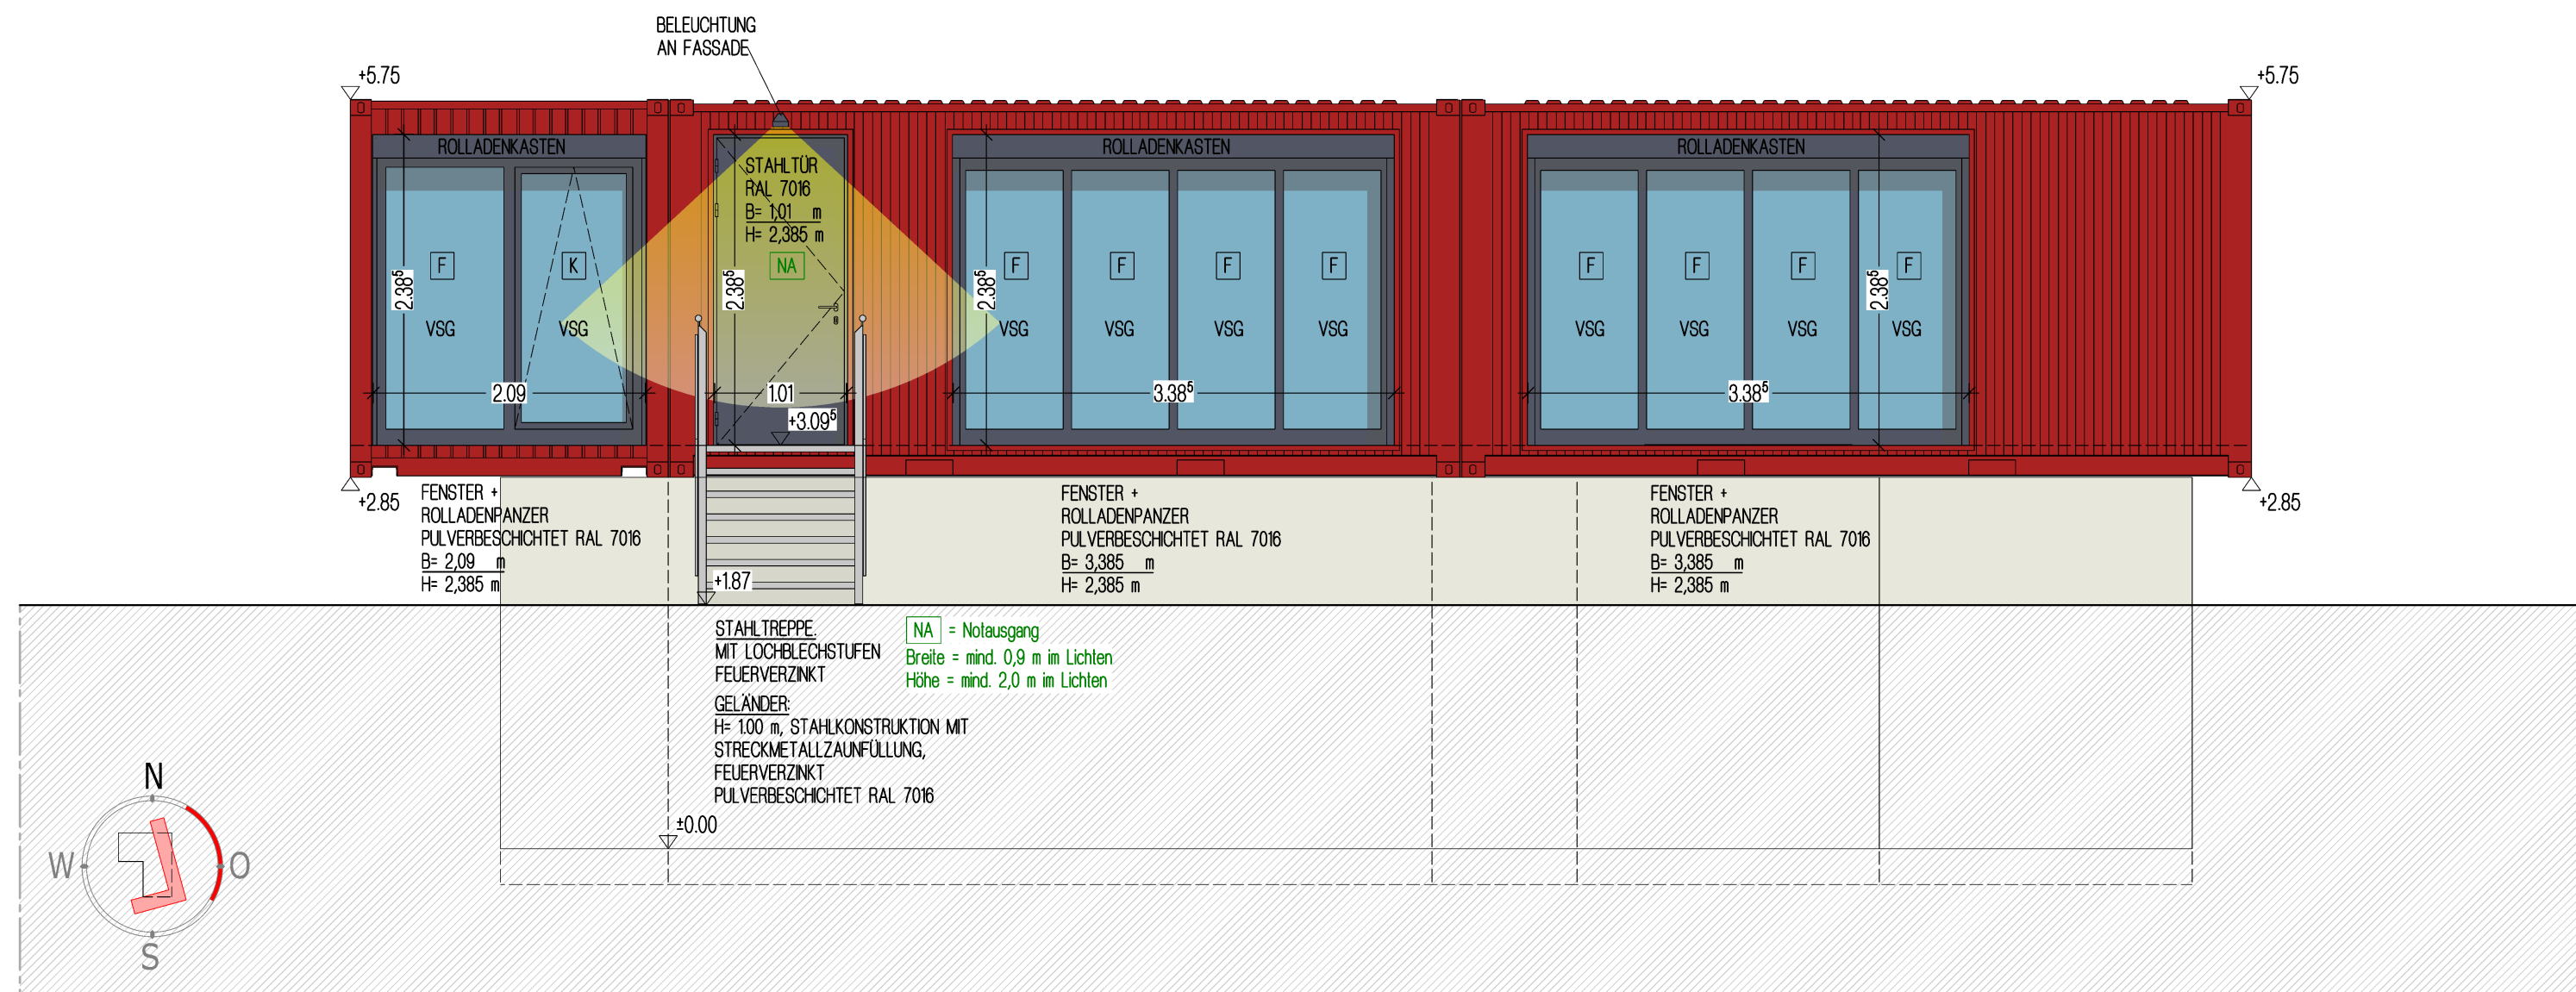 BELEUCHTUNG
AN FASSADE
+5.75
+5.75
ROLLADENKASTEN
ROLLADENKASTEN
ROLLADENKASTEN
STAHLTÜR
RAL 7016
B= 1,01 m
H= 2,385 m
F
K
NA
F
F
F
F
F
F
F
F
2.38⁵
2.38⁵
2.38⁵
2.38⁵
VSG
VSG
VSG
VSG
VSG
VSG
VSG
VSG
VSG
VSG
2.09
1.01
3.38⁵
3.38⁵
+3.09⁵
+2.85
+2.85
FENSTER +
ROLLADENPANZER
PULVERBESCHICHTET RAL 7016
B= 2,09 m
H= 2,385 m
FENSTER +
ROLLADENPANZER
PULVERBESCHICHTET RAL 7016
B= 3,385 m
H= 2,385 m
FENSTER +
ROLLADENPANZER
PULVERBESCHICHTET RAL 7016
B= 3,385 m
H= 2,385 m
+1.87
STAHLTREPPE.
MIT LOCHBLECHSTUFEN
FEUERVERZINKT
NA = Notausgang
Breite = mind. 0,9 m im Lichten
Höhe = mind. 2,0 m im Lichten
GELÄNDER:
H= 1.00 m, STAHLKONSTRUKTION MIT
STRECKMETALLZAUNFÜLLUNG,
FEUERVERZINKT
PULVERBESCHICHTET RAL 7016
±0.00
N
W
O
S